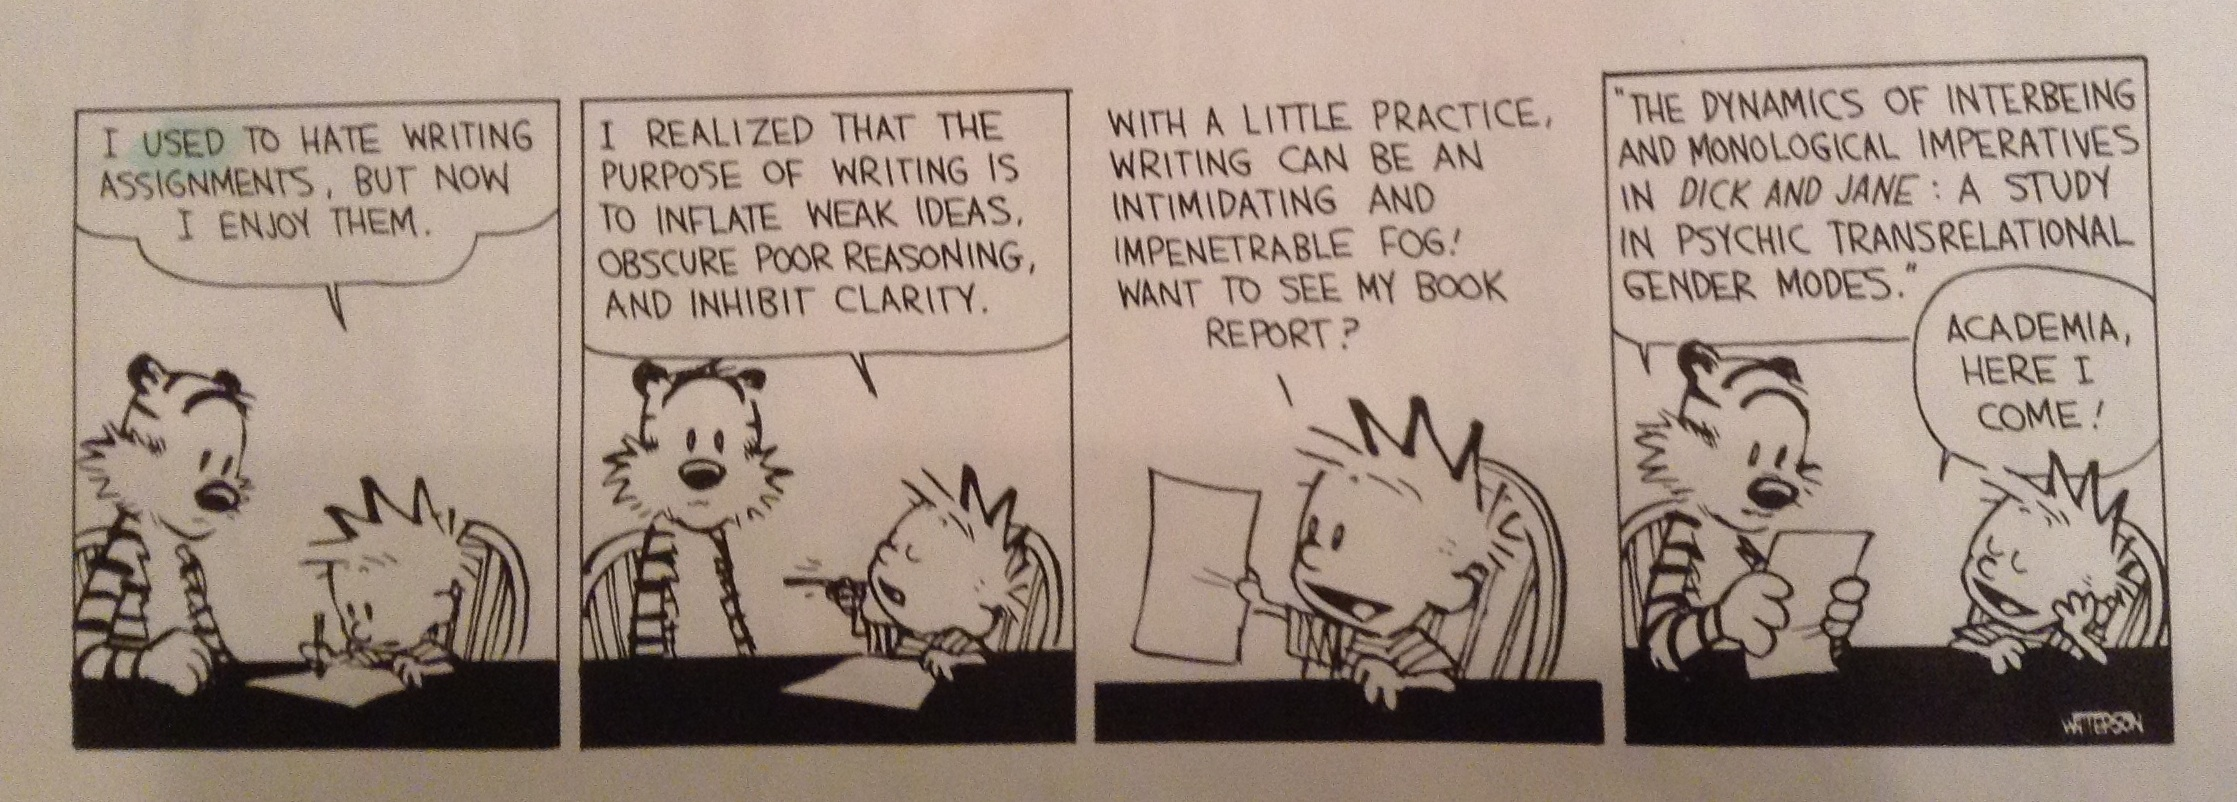 I USED TO HATE WRITING
ASSIGNMENTS, BUT NOW
I ENJOY THEM.
I REALIZED THAT THE
PURPOSE OF WRITING IS
TO INFLATE WEAK IDEAS,
OBSCURE POOR REASONING,
AND INHIBIT CLARITY.
WITH A LITTLE PRACTICE,
WRITING CAN BE AN
INTIMIDATING AND
IMPENETRABLE FOG!
WANT TO SEE MY BOOK
REPORT?
"THE DYNAMICS OF INTERBEING
AND MONOLOGICAL IMPERATIVES
IN DICK AND JANE: A STUDY
IN PSYCHIC TRANSRELATIONAL
GENDER MODES."
ACADEMIA,
HERE I
COME!
WATTERSON